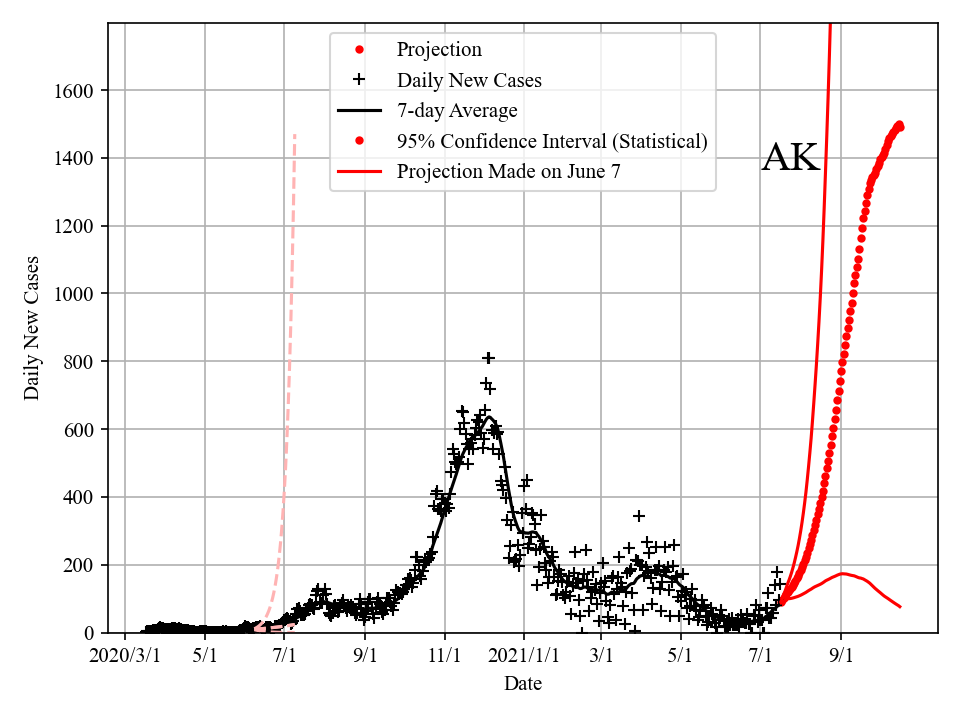 Projection
Daily New Cases
7-day Average
95% Confidence Interval (Statistical)
Projection Made on June 7
AK
1600
1400
1200
1000
800
600
400
200
0
Daily New Cases
2020/3/1 5/1 7/1 9/1 11/1 2021/1/1 3/1 5/1 7/1 9/1
Date